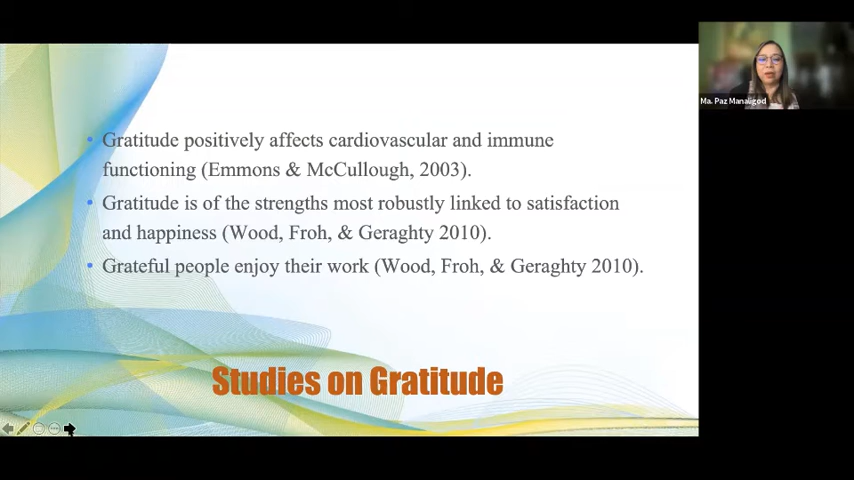 • Gratitude positively affects cardiovascular and immune
functioning (Emmons & McCullough, 2003).
• Gratitude is of the strengths most robustly linked to satisfaction
and happiness (Wood, Froh, & Geraghty 2010).
• Grateful people enjoy their work (Wood, Froh, & Geraghty 2010).
Studies on Gratitude
Ma. Paz Manaligod